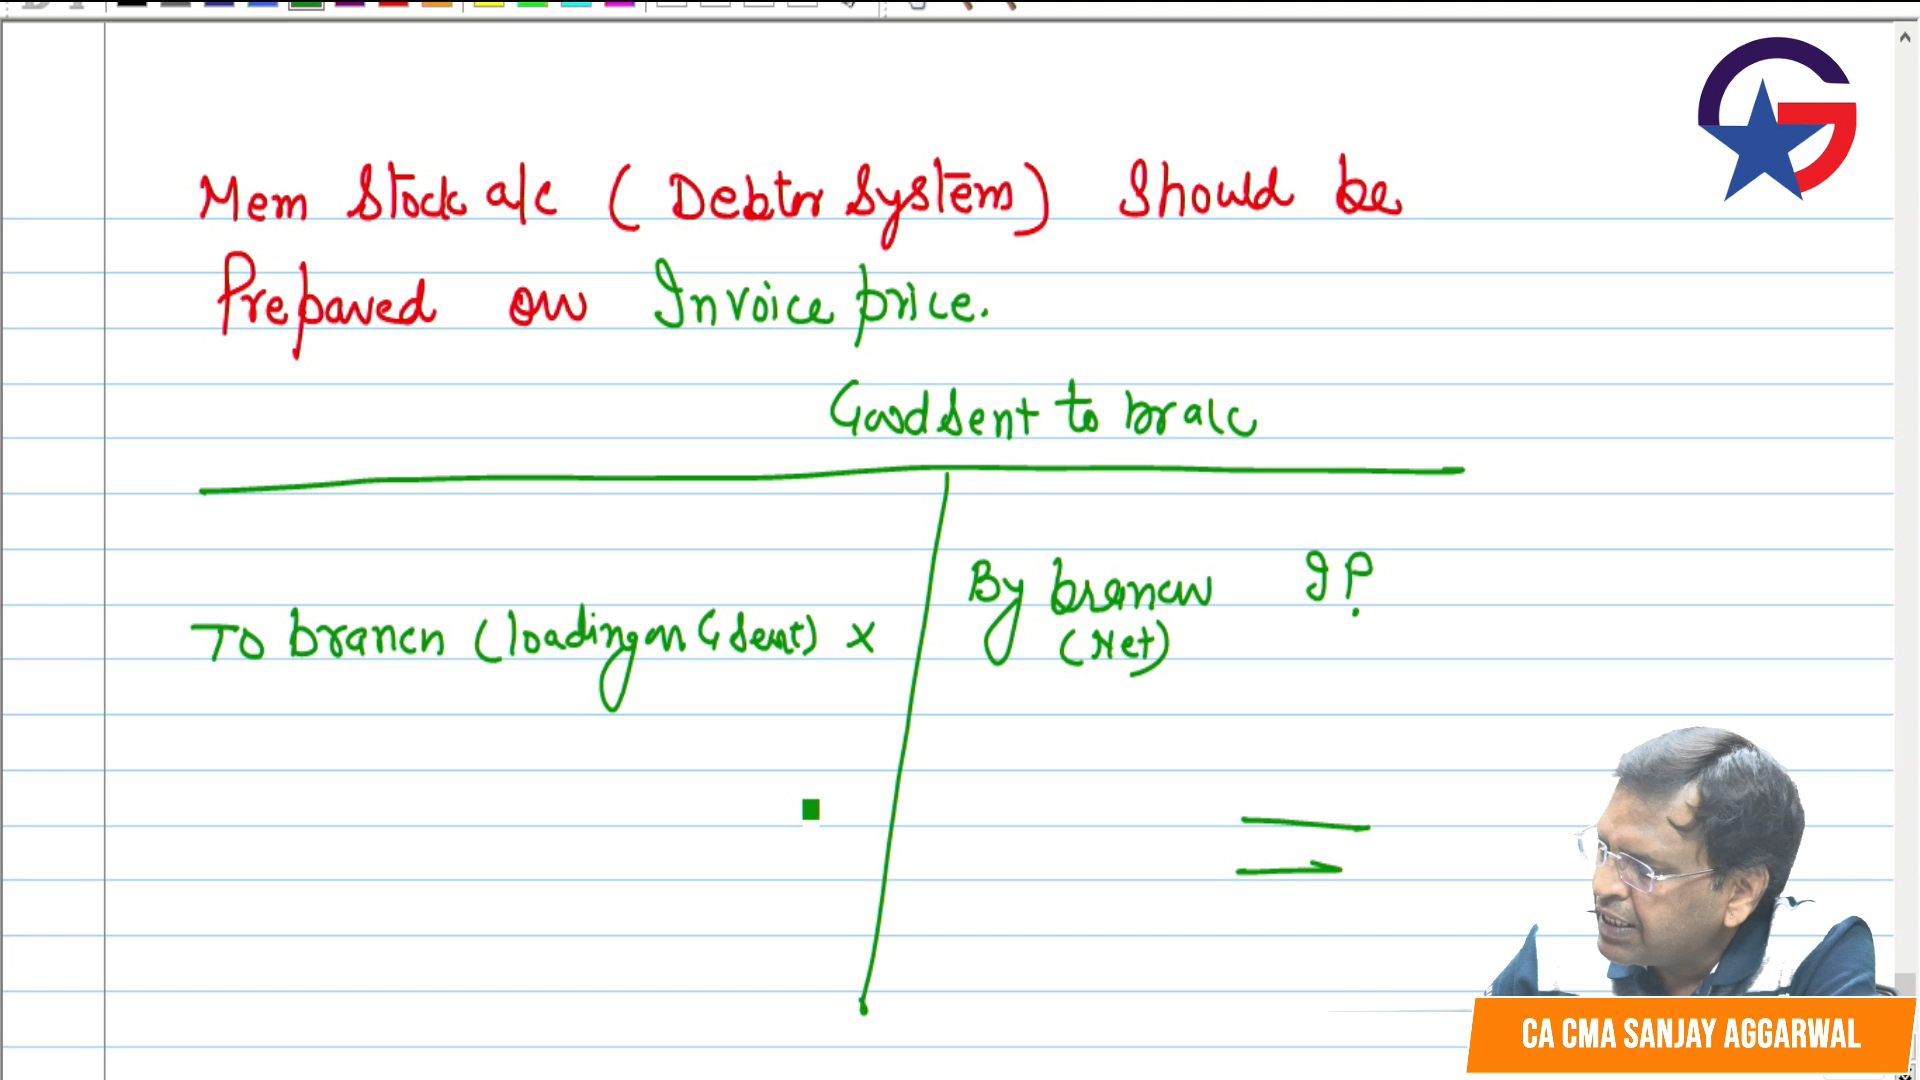 Mem Stock a/c (Debtor System) Should be
Prepared on Invoice price.
Good Sent to br a/c
By branch I P.
To branch (loading on G Sent) x
(Net)
CA CMA SANJAY AGGARWAL